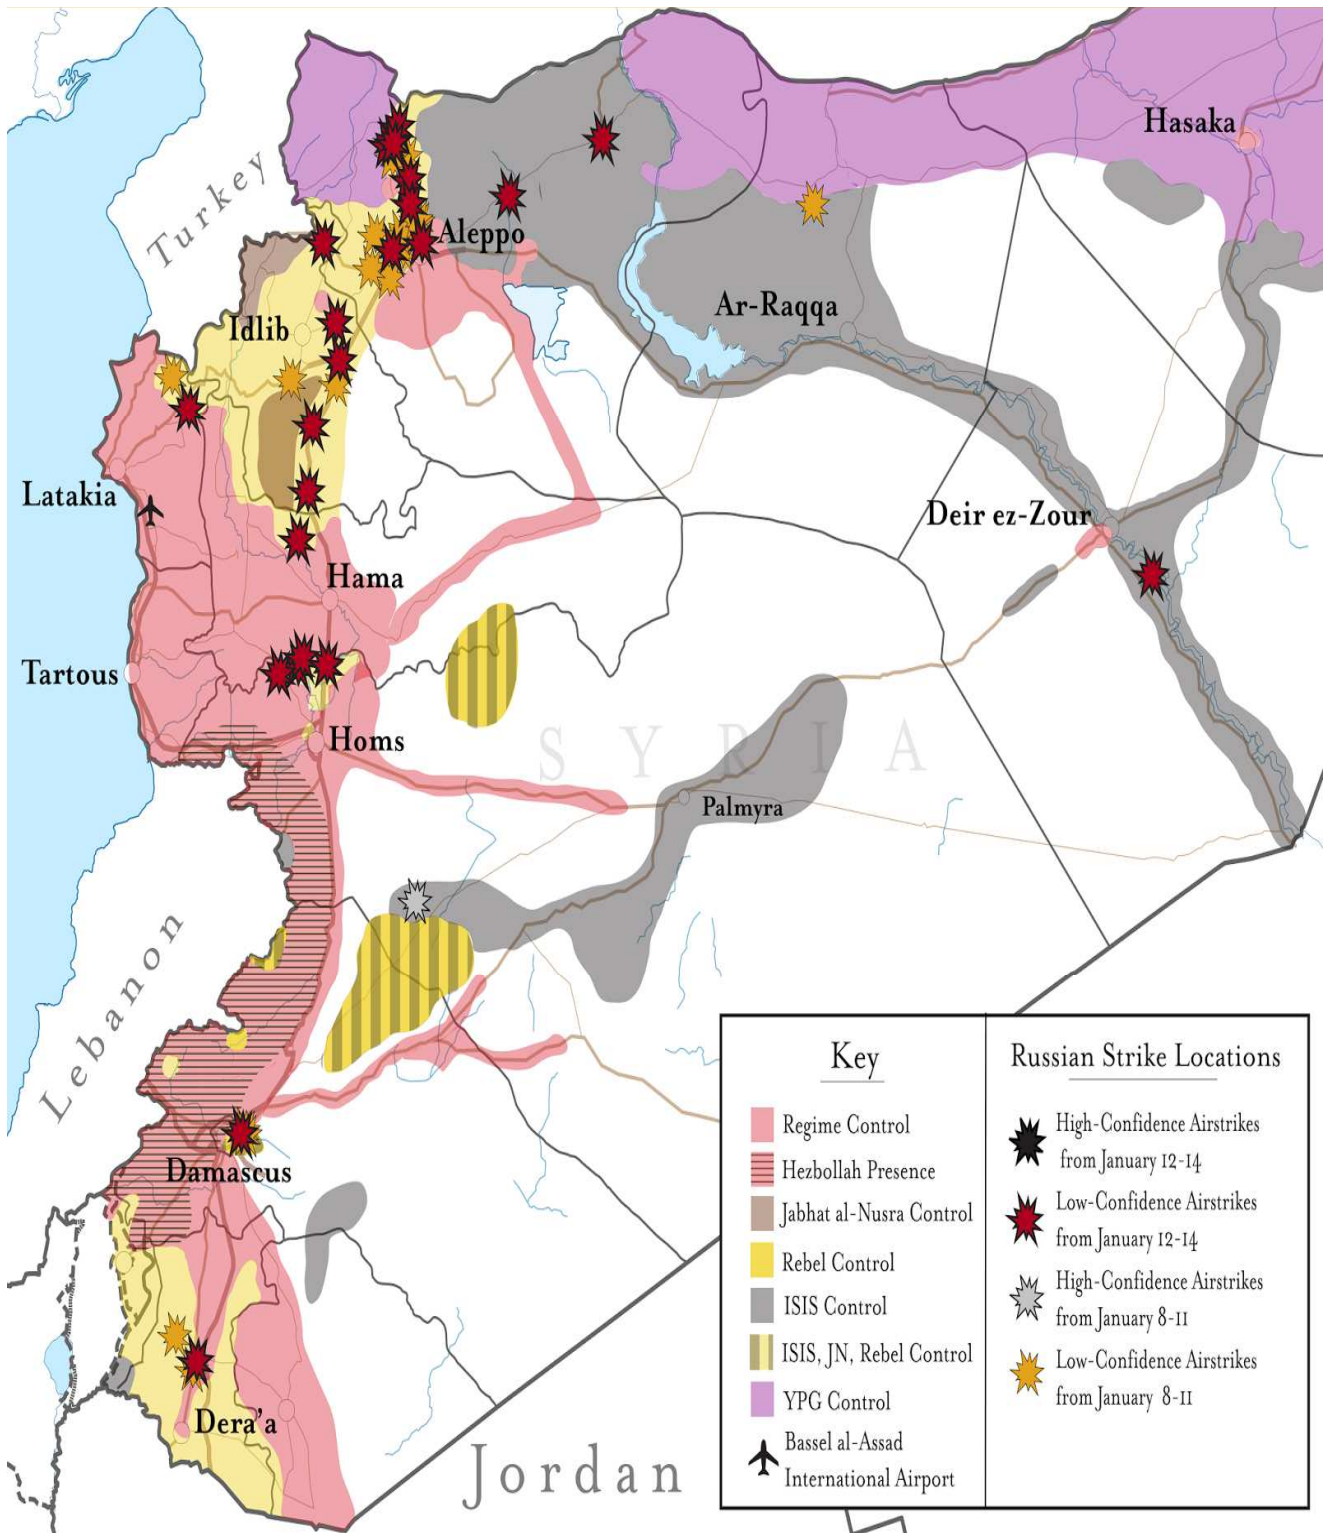 Turkey
Hasaka
Aleppo
Ar-Raqqa
Idlib
Latakia
Deir ez-Zour
Hama
Tartous
SYRIA
Homs
Palmyra
Lebanon
Damascus
Dera'a
Jordan
Key
Regime Control
Hezbollah Presence
Jabhat al-Nusra Control
Rebel Control
ISIS Control
ISIS, JN, Rebel Control
YPG Control
Bassel al-Assad
International Airport
Russian Strike Locations
High-Confidence Airstrikes
from January 12-14
Low-Confidence Airstrikes
from January 12-14
High-Confidence Airstrikes
from January 8-11
Low-Confidence Airstrikes
from January 8-11